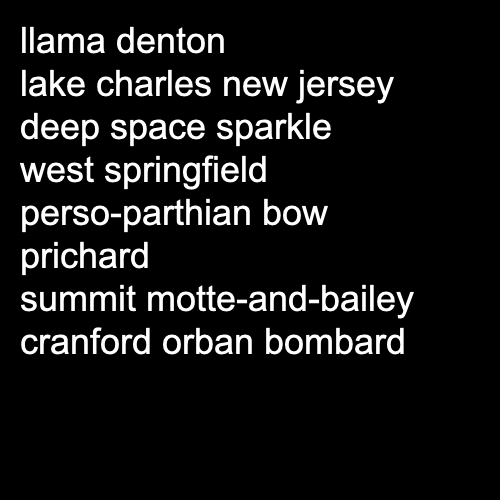 llama denton
lake charles new jersey
deep space sparkle
west springfield
perso-parthian bow
prichard
summit motte-and-bailey
cranford orban bombard